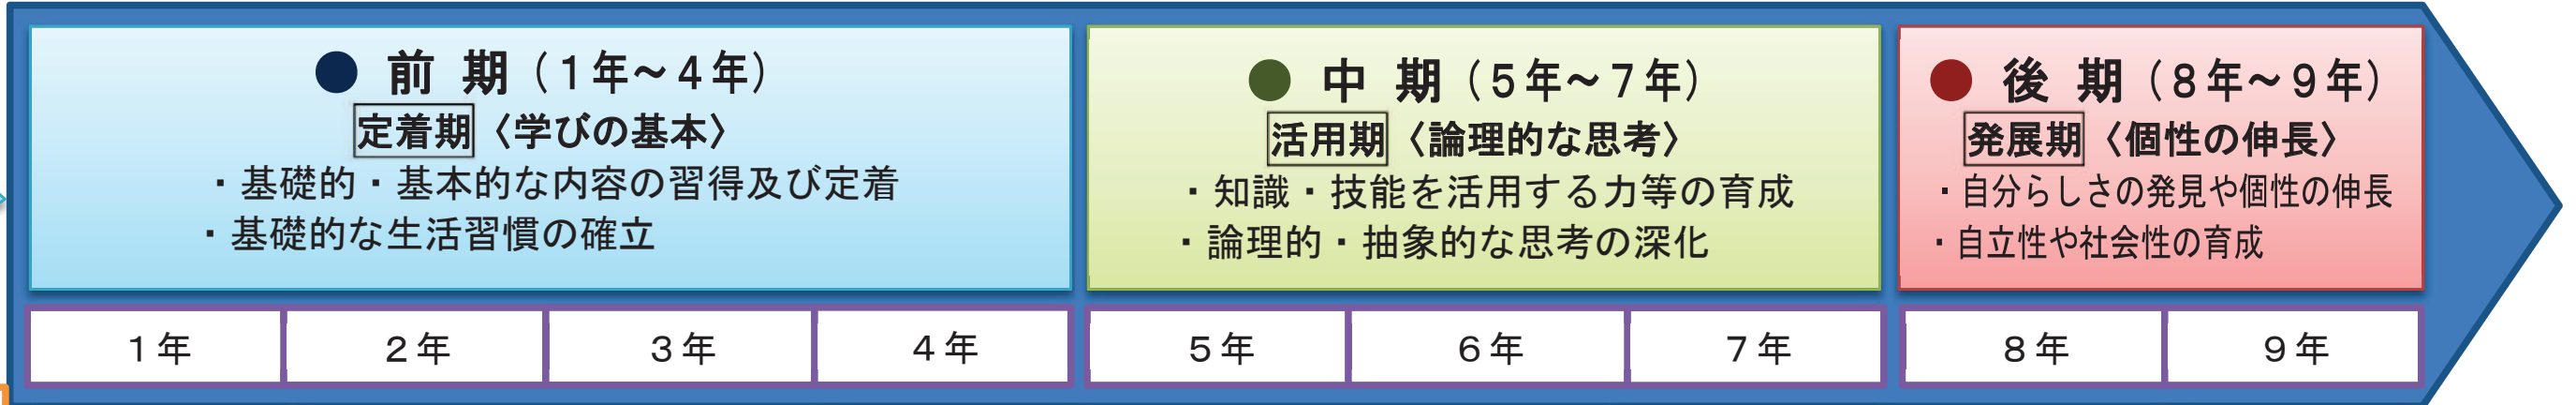 ● 前 期（１年～４年）
定着期〈学びの基本〉
・基礎的・基本的な内容の習得及び定着
・基礎的な生活習慣の確立
● 中 期（５年～７年）
活用期〈論理的な思考〉
・知識・技能を活用する力等の育成
・論理的・抽象的な思考の深化
● 後 期（８年～９年）
発展期〈個性の伸長〉
・自分らしさの発見や個性の伸長
・自立性や社会性の育成
１年 ２年 ３年 ４年 ５年 ６年 ７年 ８年 ９年